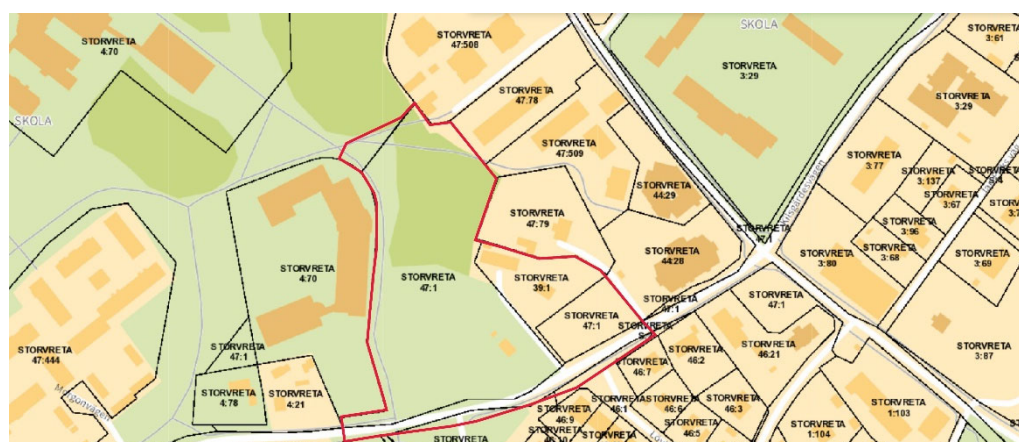 STORVRETA
4:70
SKOLA
STORVRETA
47:508
STORVRETA
47:78
STORVRETA
47:509
STORVRETA
44:29
SKOLA
STORVRETA
3:29
STORVRETA
3:61
STORVRETA
3:29
STORVRETA
3:77
STORVRETA
3:137
STORVRETA
3:67
STORVRETA
3:96
STORVRETA
3:68
STORVRETA
3:80
STORVRETA
3:69
STORVRETA
47:1
STORVRETA
47:79
STORVRETA
44:28
STORVRETA
39:1
STORVRETA
47:1
STORVRETA
47:1
STORVRETA
STORVRETA
47:1
STORVRETA
4:70
STORVRETA
47:1
STORVRETA
47:1
STORVRETA
47:444
Morgonvägen
STORVRETA
4:78
STORVRETA
4:21
STORVRETA
46:7
STORVRETA
46:2
STORVRETA
46:21
STORVRETA
3:87
STORVRETA
46:9
STORVRETA
46:1
STORVRETA
46:6
STORVRETA
46:3
STORVRETA
46:5
STORVRETA
1:103
STORVRETA
1:104